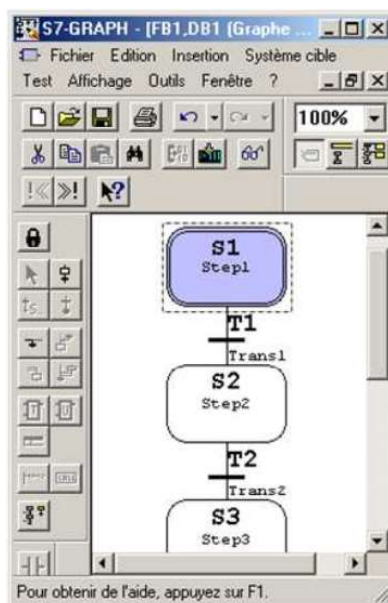 S7-GRAPH - [FB1,DB1 (Graphe ...
Fichier Edition Insertion Système cible
Test Affichage Outils Fenêtre ?
100%
S1
Step1
T1
Trans1
S2
Step2
T2
Trans2
S3
Step3
Pour obtenir de l'aide, appuyez sur F1.